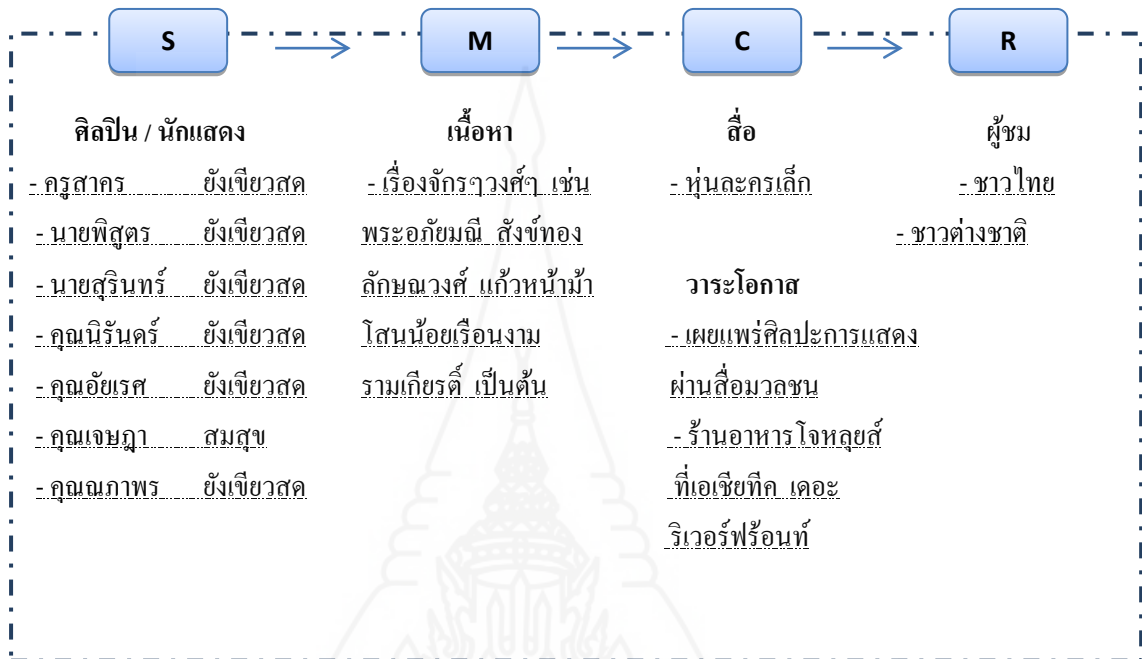 S M C R
ศิลปิน / นักแสดง
- ครูสาคร ยังเขียวสด
- นายพิสูตร ยังเขียวสด
- นายสุรินทร์ ยังเขียวสด
- คุณนิรันดร์ ยังเขียวสด
- คุณอัยเรศ ยังเขียวสด
- คุณเจษฎา สมสุข
- คุณณภาพร ยังเขียวสด
เนื้อหา
- เรื่องจักรๆวงศ์ๆ เช่น
พระอภัยมณี สังข์ทอง
ลักษณวงศ์ แก้วหน้าม้า
โสนน้อยเรือนงาม
รามเกียรติ์ เป็นต้น
สื่อ
- หุ่นละครเล็ก
วาระโอกาส
- เผยแพร่ศิลปะการแสดง
ผ่านสื่อมวลชน
- ร้านอาหารโจหลุยส์
ที่เอเชียทีค เดอะ
ริเวอร์ฟร้อนท์
ผู้ชม
- ชาวไทย
- ชาวต่างชาติ